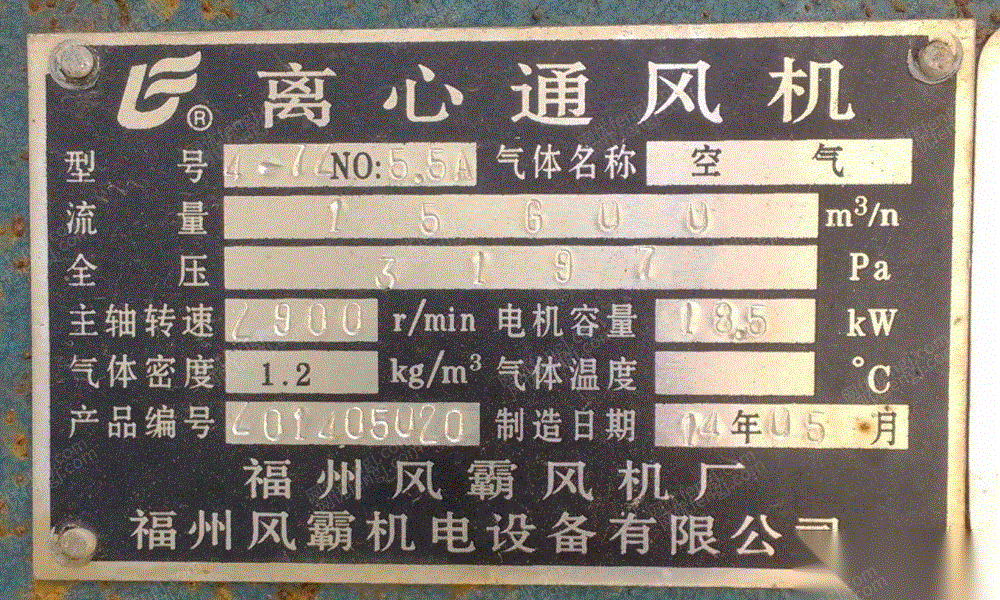 ® 离心通风机
型号 4-72 NO:5.5A 气体名称 空气
流量 15600 m³/n
全压 3197 Pa
主轴转速 2900 r/min 电机容量 18.5 kW
气体密度 1.2 kg/m³ 气体温度 °C
产品编号 201405020 制造日期 14年05月
福州风霸风机厂
福州风霸机电设备有限公司